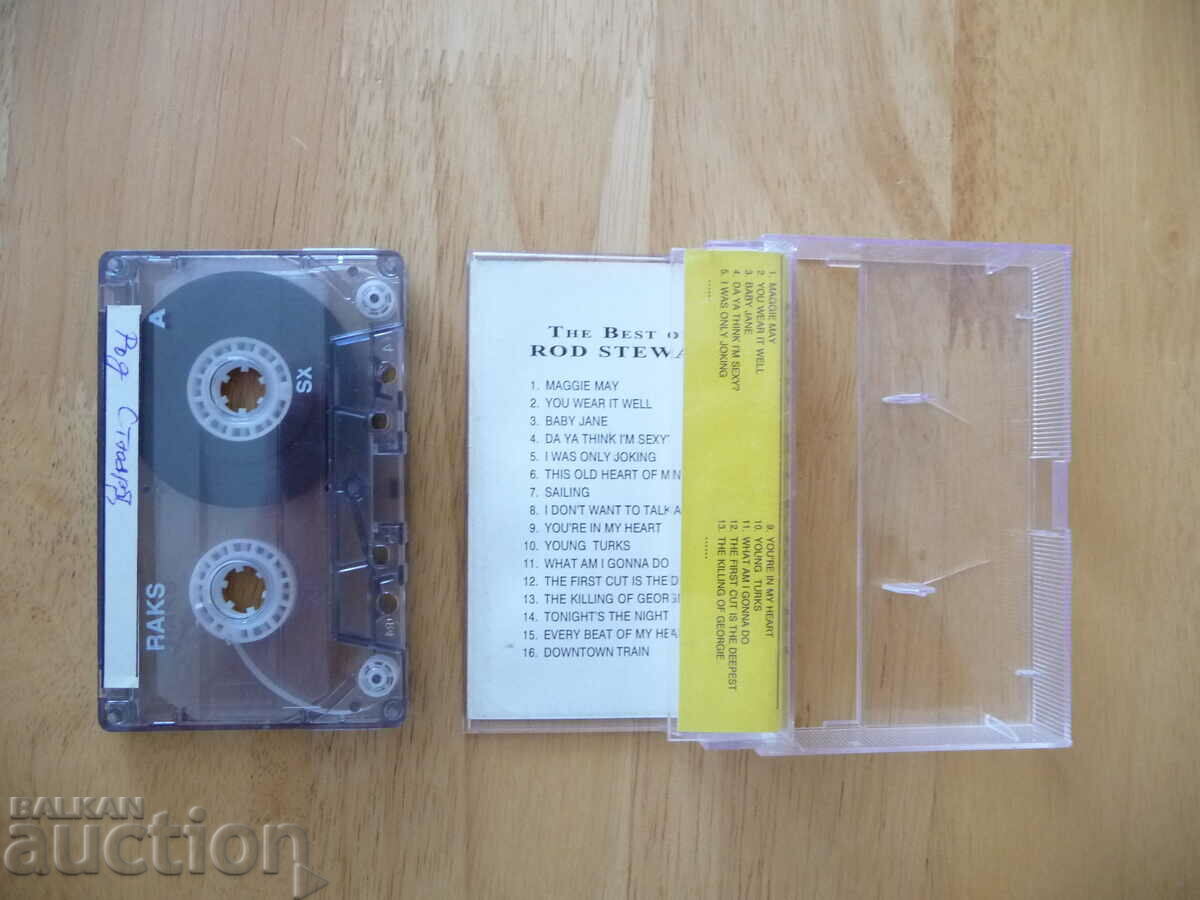 A
SX
RAKS
Род Стюарт
THE BEST O
ROD STEWA
1. MAGGIE MAY
2. YOU WEAR IT WELL
3. BABY JANE
4. DA YA THINK I'M SEXY?
5. I WAS ONLY JOKING
6. THIS OLD HEART OF MIN
7. SAILING
8. I DON'T WANT TO TALK A
9. YOU'RE IN MY HEART
10. YOUNG TURKS
11. WHAT AM I GONNA DO
12. THE FIRST CUT IS THE D
13. THE KILLING OF GEORGIE
14. TONIGHT'S THE NIGHT
15. EVERY BEAT OF MY HEA
16. DOWNTOWN TRAIN
1. MAGGIE MAY
2. YOU WEAR IT WELL
3. BABY JANE
4. DA YA THINK I'M SEXY?
5. I WAS ONLY JOKING
.....
9. YOU'RE IN MY HEART
10. YOUNG TURKS
11. WHAT AM I GONNA DO
12. THE FIRST CUT IS THE DEEPEST
13. THE KILLING OF GEORGIE
......
BALKAN
auction